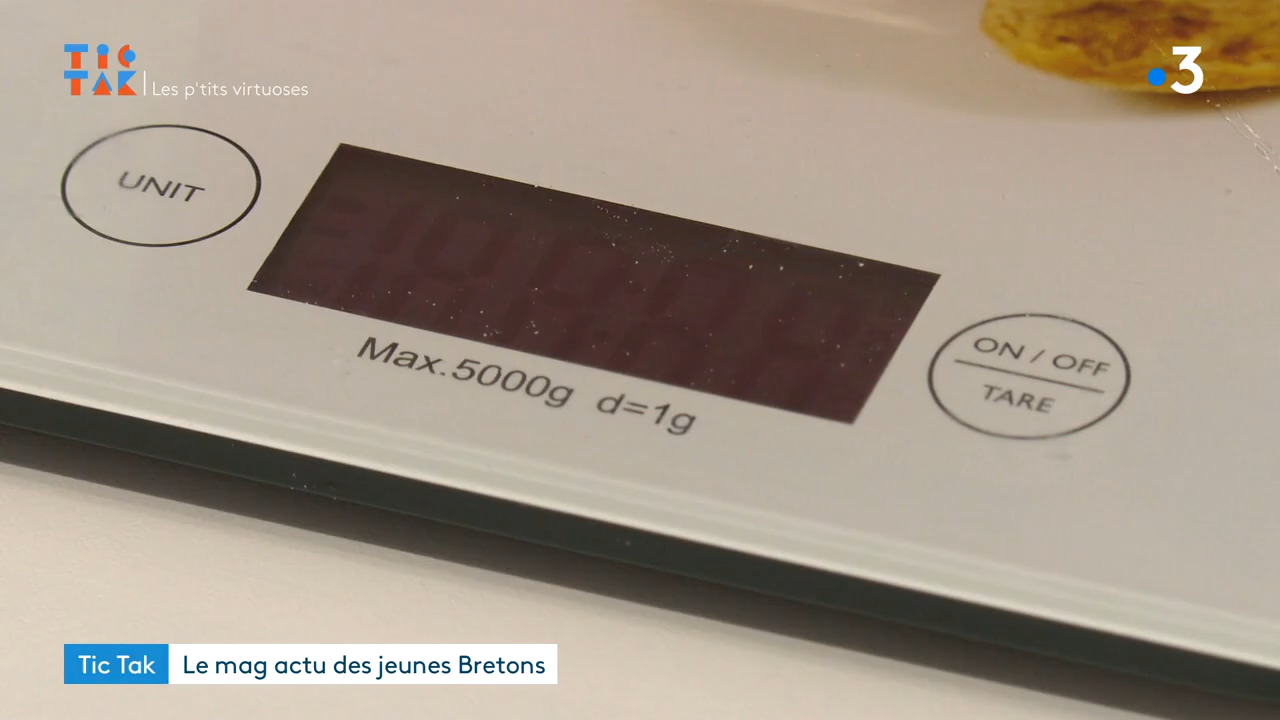 TIC
TAK
Les p'tits virtuoses
3
UNIT
ON / OFF
TARE
Max.5000g d=1g
Tic Tak
Le mag actu des jeunes Bretons